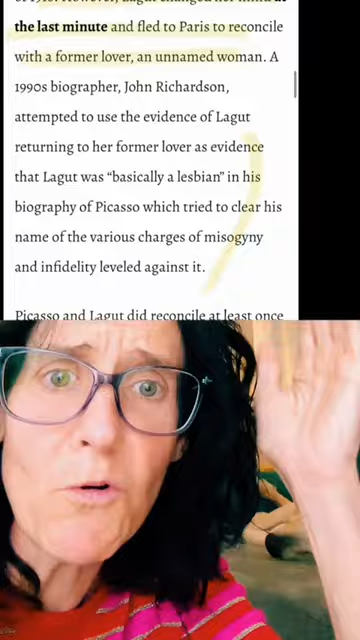 the last minute and fled to Paris to reconcile
with a former lover, an unnamed woman. A
1990s biographer, John Richardson,
attempted to use the evidence of Lagut
returning to her former lover as evidence
that Lagut was “basically a lesbian” in his
biography of Picasso which tried to clear his
name of the various charges of misogyny
and infidelity leveled against it.
Picasso and Lagut did reconcile at least once